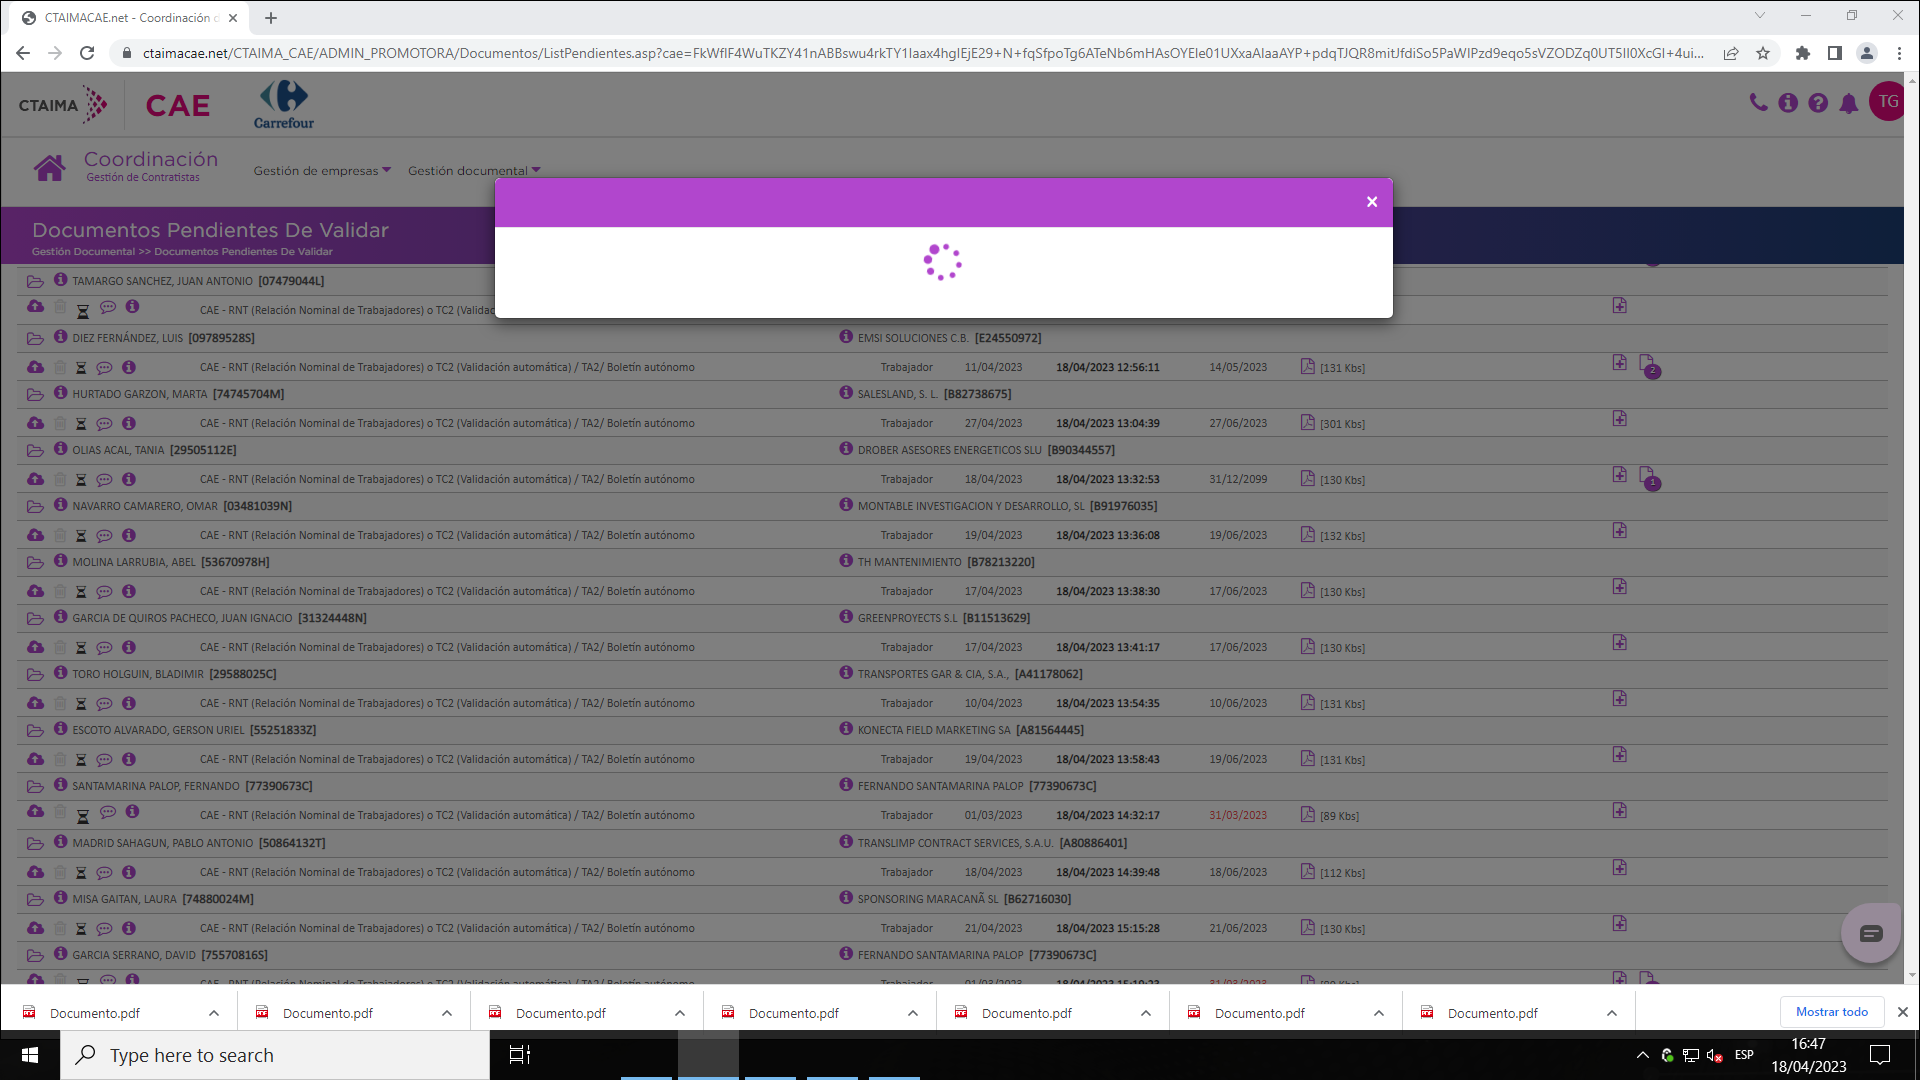 CTAIMACAE.net - Coordinación d
ctaimacae.net/CTAIMA_CAE/ADMIN_PROMOTORA/Documentos/ListPendientes.asp?cae=
CTAIMA CAE Carrefour
TG
Coordinación
Gestión de Contratistas
Gestión de empresas Gestión documental
×
Documentos Pendientes De Validar
Gestión Documental >> Documentos Pendientes De Validar
TAMARGO SANCHEZ, JUAN ANTONIO [07479044L]
CAE - RNT (Relación Nominal de Trabajadores) o TC2 (Validac
DIEZ FERNÁNDEZ, LUIS [09789528S] EMSI SOLUCIONES C.B. [E24550972]
CAE - RNT (Relación Nominal de Trabajadores) o TC2 (Validación automática) / TA2/ Boletín autónomo Trabajador 11/04/2023 18/04/2023 12:56:11 14/05/2023 [131 Kbs] 2
HURTADO GARZON, MARTA [74745704M] SALESLAND, S. L. [B82738675]
CAE - RNT (Relación Nominal de Trabajadores) o TC2 (Validación automática) / TA2/ Boletín autónomo Trabajador 27/04/2023 18/04/2023 13:04:39 27/06/2023 [301 Kbs]
OLIAS ACAL, TANIA [29505112E] DROBER ASESORES ENERGETICOS SLU [B90344557]
CAE - RNT (Relación Nominal de Trabajadores) o TC2 (Validación automática) / TA2/ Boletín autónomo Trabajador 18/04/2023 18/04/2023 13:32:53 31/12/2099 [130 Kbs] 1
NAVARRO CAMARERO, OMAR [03481039N] MONTABLE INVESTIGACION Y DESARROLLO, SL [B91976035]
CAE - RNT (Relación Nominal de Trabajadores) o TC2 (Validación automática) / TA2/ Boletín autónomo Trabajador 19/04/2023 18/04/2023 13:36:08 19/06/2023 [132 Kbs]
MOLINA LARRUBIA, ABEL [53670978H] TH MANTENIMIENTO [B78213220]
CAE - RNT (Relación Nominal de Trabajadores) o TC2 (Validación automática) / TA2/ Boletín autónomo Trabajador 17/04/2023 18/04/2023 13:38:30 17/06/2023 [130 Kbs]
GARCIA DE QUIROS PACHECO, JUAN IGNACIO [31324448N] GREENPROYECTS S.L [B11513629]
CAE - RNT (Relación Nominal de Trabajadores) o TC2 (Validación automática) / TA2/ Boletín autónomo Trabajador 17/04/2023 18/04/2023 13:41:17 17/06/2023 [130 Kbs]
TORO HOLGUIN, BLADIMIR [29588025C] TRANSPORTES GAR & CIA, S.A., [A41178062]
CAE - RNT (Relación Nominal de Trabajadores) o TC2 (Validación automática) / TA2/ Boletín autónomo Trabajador 10/04/2023 18/04/2023 13:54:35 10/06/2023 [131 Kbs]
ESCOTO ALVARADO, GERSON URIEL [55251833Z] KONECTA FIELD MARKETING SA [A81564445]
CAE - RNT (Relación Nominal de Trabajadores) o TC2 (Validación automática) / TA2/ Boletín autónomo Trabajador 19/04/2023 18/04/2023 13:58:43 19/06/2023 [131 Kbs]
SANTAMARINA PALOP, FERNANDO [77390673C] FERNANDO SANTAMARINA PALOP [77390673C]
CAE - RNT (Relación Nominal de Trabajadores) o TC2 (Validación automática) / TA2/ Boletín autónomo Trabajador 01/03/2023 18/04/2023 14:32:17 31/03/2023 [89 Kbs]
MADRID SAHAGUN, PABLO ANTONIO [50864132T] TRANSLIMP CONTRACT SERVICES, S.A.U. [A80886401]
CAE - RNT (Relación Nominal de Trabajadores) o TC2 (Validación automática) / TA2/ Boletín autónomo Trabajador 18/04/2023 18/04/2023 14:39:48 18/06/2023 [112 Kbs]
MISA GAITAN, LAURA [74880024M] SPONSORING MARACANÃ SL [B62716030]
CAE - RNT (Relación Nominal de Trabajadores) o TC2 (Validación automática) / TA2/ Boletín autónomo Trabajador 21/04/2023 18/04/2023 15:15:28 21/06/2023 [130 Kbs]
GARCIA SERRANO, DAVID [75570816S] FERNANDO SANTAMARINA PALOP [77390673C]
CAE - RNT (Relación Nominal de Trabajadores) o TC2 (Validación automática) / TA2/ Boletín autónomo Trabajador 01/03/2023
Documento.pdf Documento.pdf Documento.pdf Documento.pdf Documento.pdf Documento.pdf Documento.pdf Mostrar todo
Type here to search
ESP
16:47
18/04/2023